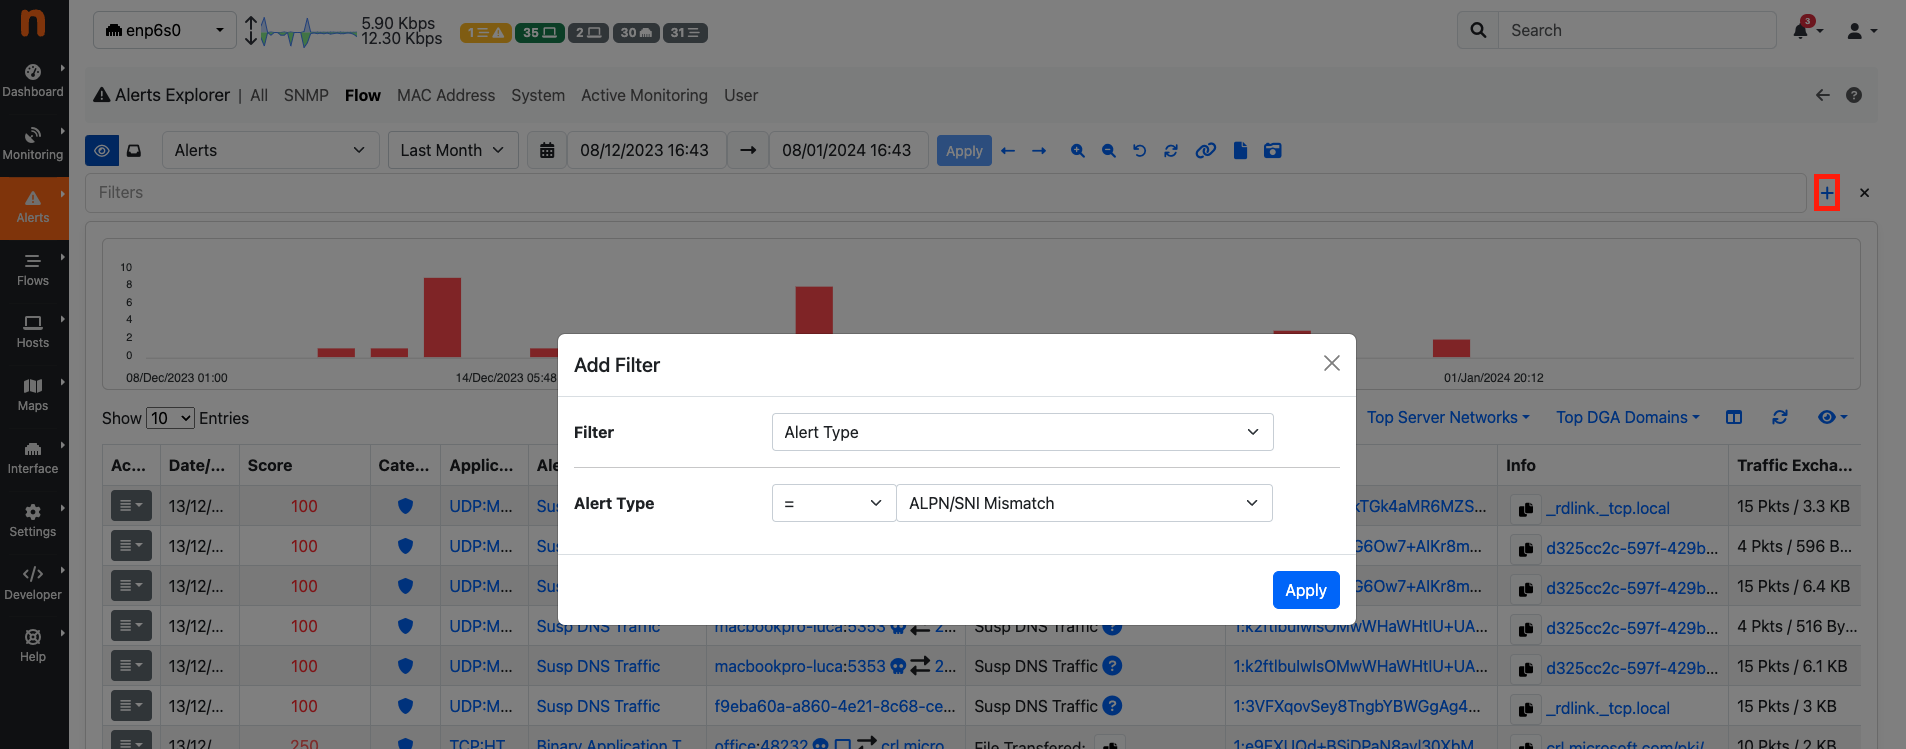 n
enp6s0
5.90 Kbps
12.30 Kbps
1
35
2
30
31
Search
3
Dashboard
Monitoring
Alerts
Flows
Hosts
Maps
Interface
Settings
Developer
Help
Alerts Explorer | All SNMP Flow MAC Address System Active Monitoring User
Alerts
Last Month
08/12/2023 16:43
08/01/2024 16:43
Apply
Filters
10
8
6
4
2
0
08/Dec/2023 01:00
14/Dec/2023 05:48
01/Jan/2024 20:12
Add Filter
Filter
Alert Type
Alert Type
=
ALPN/SNI Mismatch
Apply
Show 10 Entries
Top Server Networks
Top DGA Domains
Ac... Date/... Score Cate... Applic... Ale Info Traffic Excha...
13/12/... 100 UDP:M... Sus kTGk4aMR6MZS... _rdlink._tcp.local 15 Pkts / 3.3 KB
13/12/... 100 UDP:M... Sus G6Ow7+AIKr8m... d325cc2c-597f-429b... 4 Pkts / 596 B...
13/12/... 100 UDP:M... Sus G6Ow7+AIKr8m... d325cc2c-597f-429b... 15 Pkts / 6.4 KB
13/12/... 100 UDP:M... Susp DNS Traffic macbookpro-luca:5353 2... Susp DNS Traffic 1:k2ftIbuIwIsOMwWHaWHtIU+UA... d325cc2c-597f-429b... 4 Pkts / 516 By...
13/12/... 100 UDP:M... Susp DNS Traffic macbookpro-luca:5353 2... Susp DNS Traffic 1:k2ftIbuIwIsOMwWHaWHtIU+UA... d325cc2c-597f-429b... 15 Pkts / 6.1 KB
13/12/... 100 UDP:M... Susp DNS Traffic f9eba60a-a860-4e21-8c68-ce... Susp DNS Traffic 1:3VFXqovSey8TngbYBWGgAg4... _rdlink._tcp.local 15 Pkts / 3 KB
13/12/... 250 TCP:HT... Binary Application T... office:48232 crl.micro... File Transfered: crl.microsoft.com/pki/... 10 Pkts / 2 KB